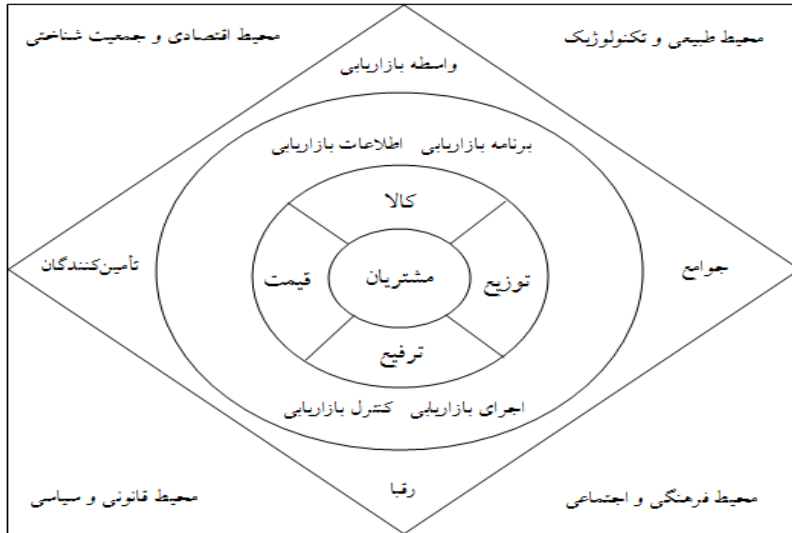 محیط طبیعی و تکنولوژیک
محیط اقتصادی و جمعیت شناختی
واسطه بازاریابی
برنامه بازاریابی
اطلاعات بازاریابی
کالا
جوامع
توزیع
مشتریان
قیمت
تأمین‌کنندگان
ترفیع
اجرای بازاریابی
کنترل بازاریابی
رقبا
محیط فرهنگی و اجتماعی
محیط قانونی و سیاسی